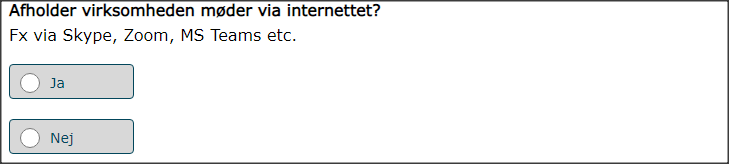 Afholder virksomheden møder via internettet?
Fx via Skype, Zoom, MS Teams etc.
Ja
Nej